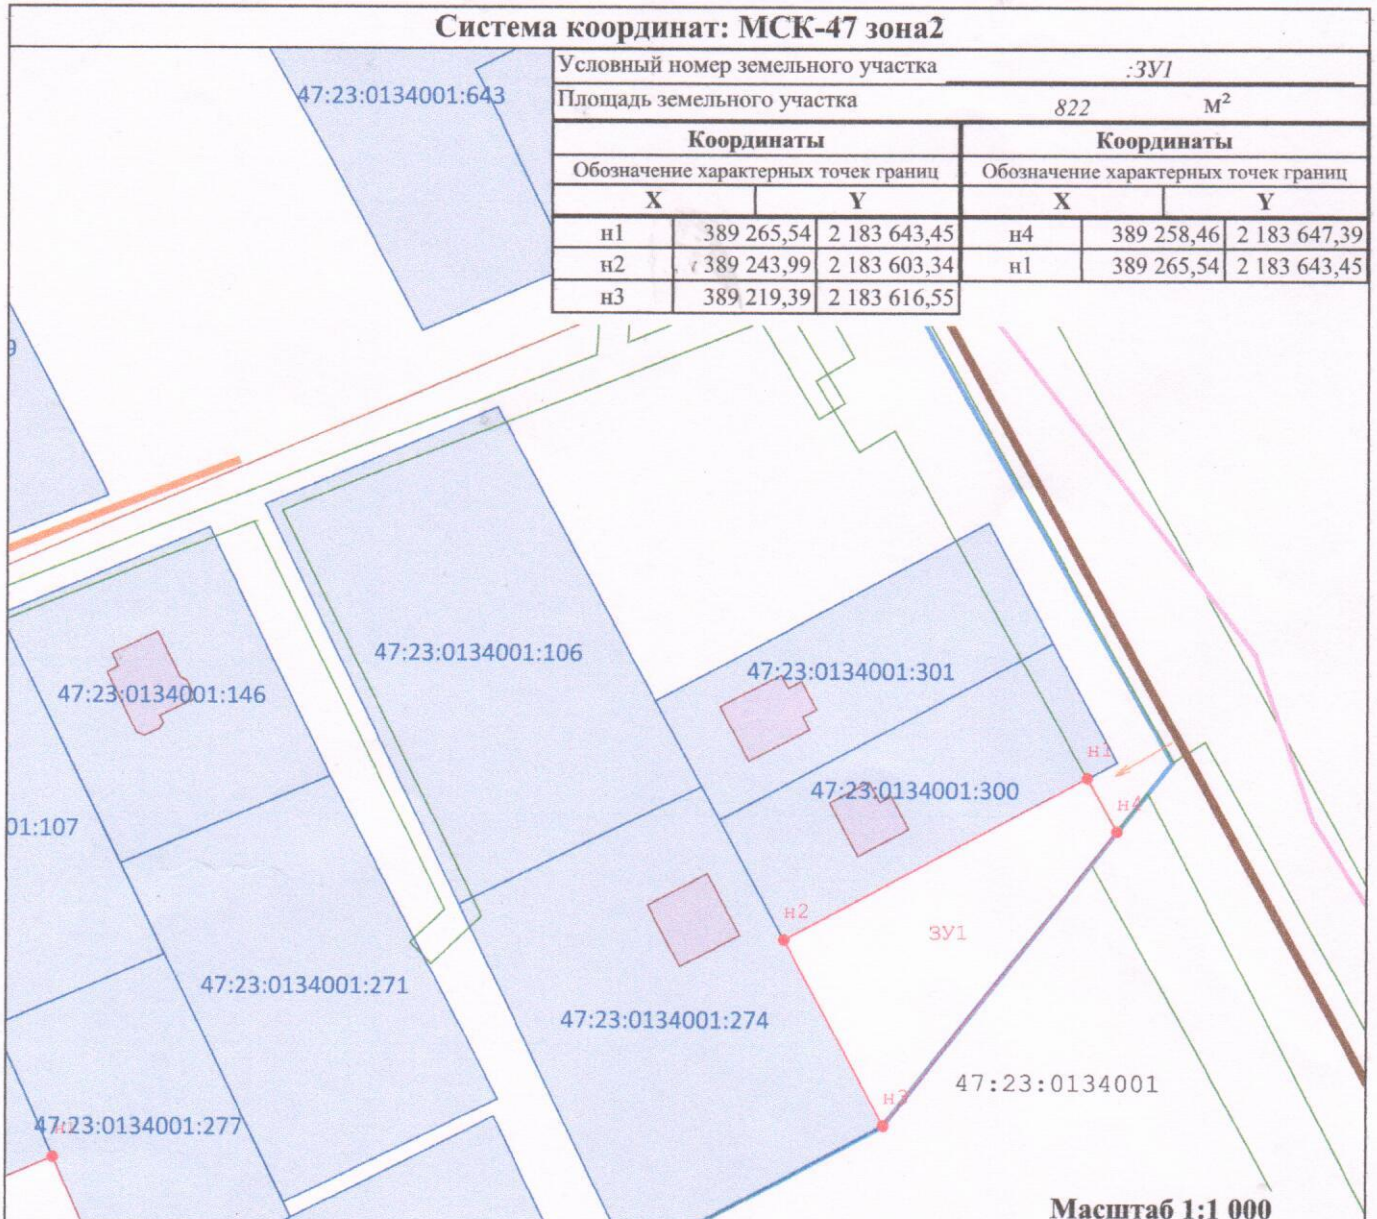 Система координат: МСК-47 зона2
Условный номер земельного участка :ЗУ1
Площадь земельного участка 822 м²
Координаты Координаты
Обозначение характерных точек границ Обозначение характерных точек границ
X Y X Y
н1 389 265,54 2 183 643,45 н4 389 258,46 2 183 647,39
н2 389 243,99 2 183 603,34 н1 389 265,54 2 183 643,45
н3 389 219,39 2 183 616,55
47:23:0134001:643
9
47:23:0134001:106
47:23:0134001:301
47:23:0134001:146
н1
47:23:0134001:300
н4
01:107
н2
ЗУ1
47:23:0134001:271
47:23:0134001:274
47:23:0134001
н3
47:23:0134001:277
Масштаб 1:1 000